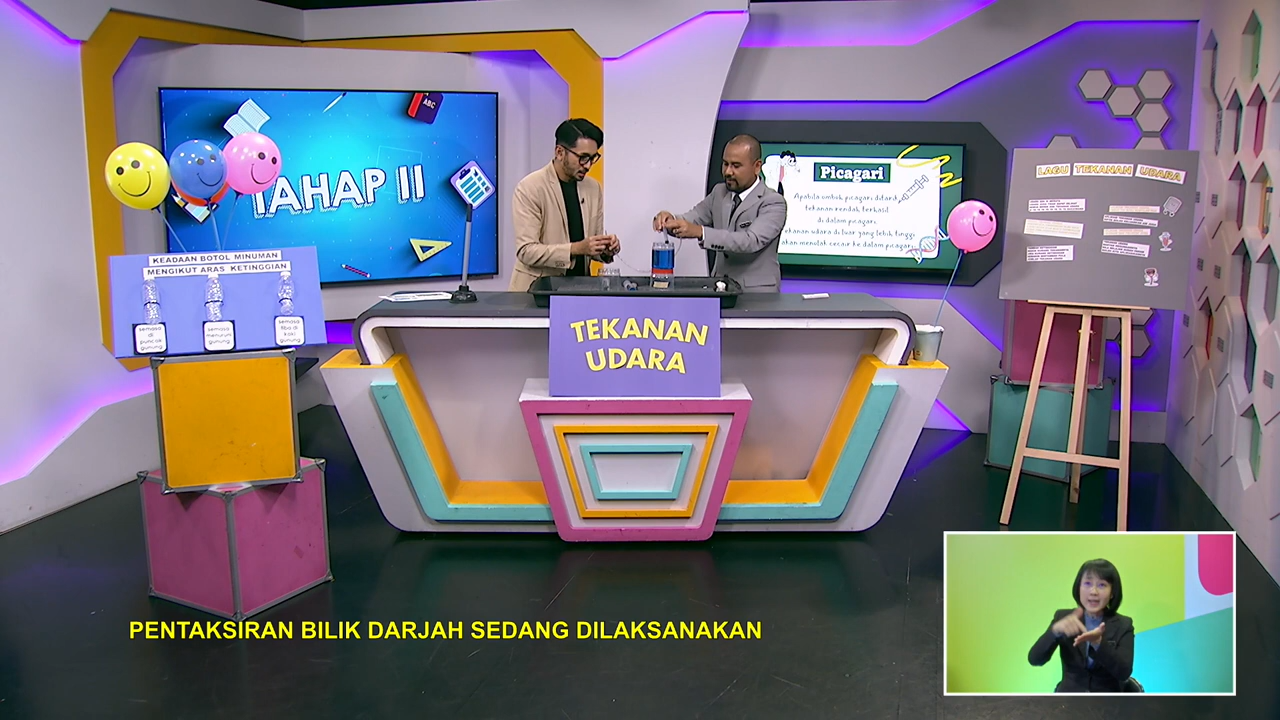 TAHAP II
ABC
Picagari
Apabila omboh picagari ditarik
tekanan rendah terhasil
di dalam picagari.
tekanan udara di luar yang lebih tinggi
akan menolak cecair ke dalam picagari
LAGU TEKANAN UDARA
KEADAAN BOTOL MINUMAN
MENGIKUT ARAS KETINGGIAN
semasa
di
puncak
gunung
semasa
menuruni
gunung
semasa
tiba di
kaki
gunung
TEKANAN
UDARA
PENTAKSIRAN BILIK DARJAH SEDANG DILAKSANAKAN